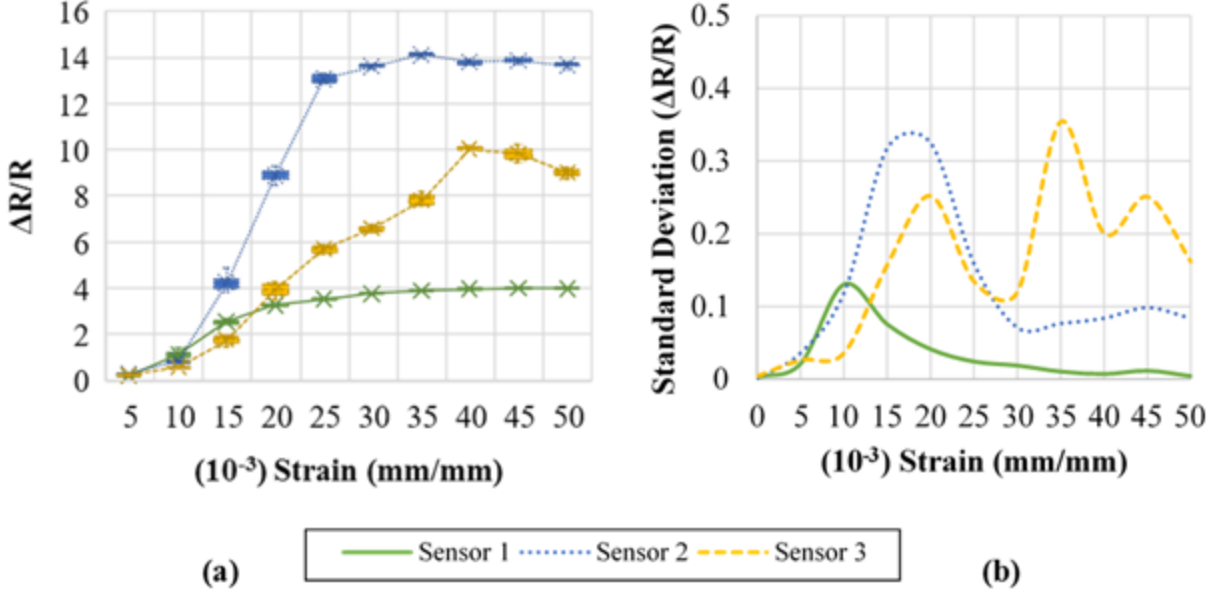 16
14
12
10
8
6
4
2
0
ΔR/R
5 10 15 20 25 30 35 40 45 50
(10-3) Strain (mm/mm)
(a)
0.5
0.4
0.3
0.2
0.1
0
Standard Deviation (ΔR/R)
0 5 10 15 20 25 30 35 40 45 50
(10-3) Strain (mm/mm)
(b)
Sensor 1 Sensor 2 Sensor 3